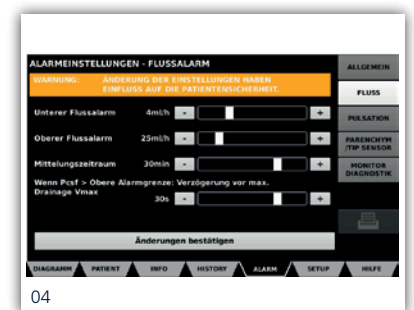 ALARMEINSTELLUNGEN - FLUSSALARM
WARNUNG: ÄNDERUNG DER EINSTELLUNGEN HABEN
EINFLUSS AUF DIE PATIENTENSICHERHEIT.
Unterer Flussalarm 4ml/h - +
Oberer Flussalarm 25ml/h - +
Mittelungszeitraum 30min - +
Wenn Pcsf > Obere Alarmgrenze: Verzögerung vor max.
Drainage Vmax
30s - +
Änderungen bestätigen
ALLGEMEIN
FLUSS
PULSATION
PARENCHYM
/TIP SENSOR
MONITOR
DIAGNOSTIK
DIAGRAMM PATIENT INFO HISTORY ALARM SETUP HILFE
04